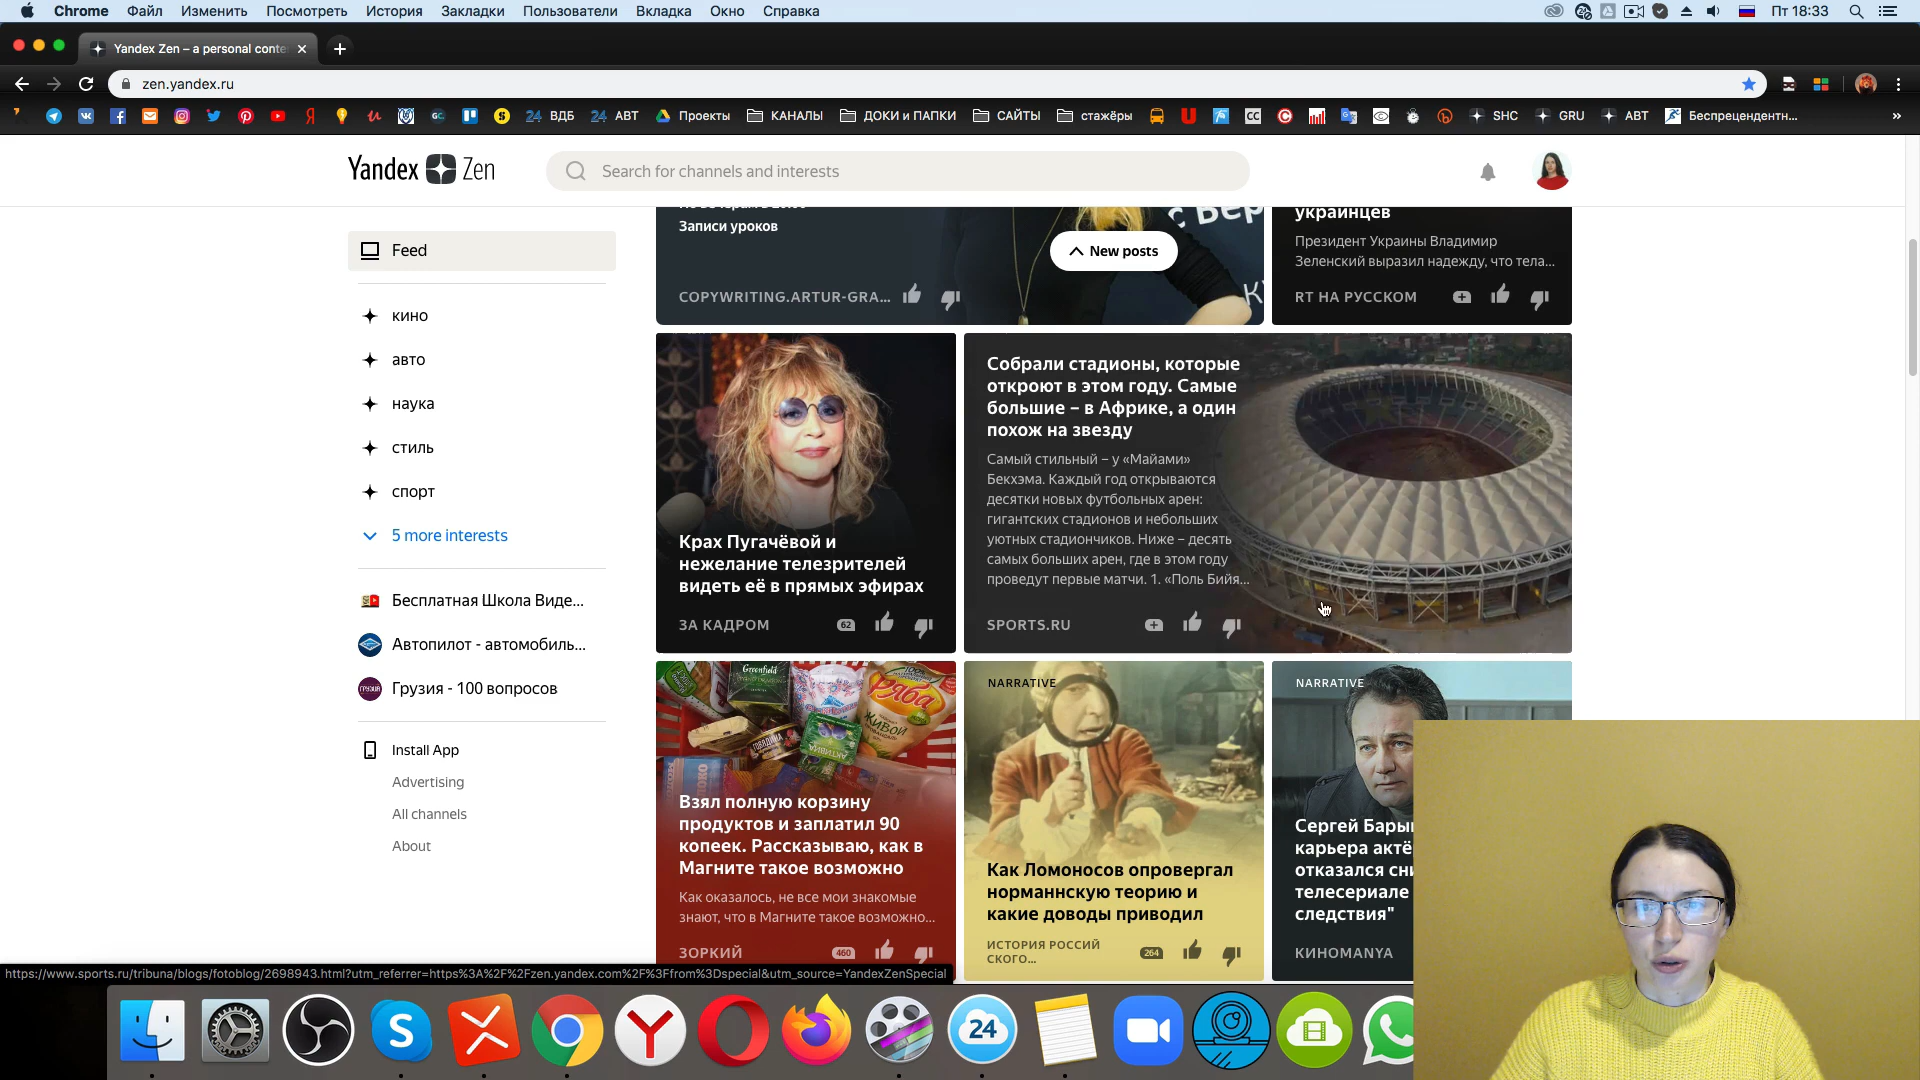 Chrome Файл Изменить Посмотреть История Закладки Пользователи Вкладка Окно Справка Пт 18:33
Yandex Zen – a personal conte
zen.yandex.ru
24 ВДБ 24 АВТ Проекты КАНАЛЫ ДОКИ и ПАПКИ САЙТЫ стажёры SHC GRU АВТ Беспрецендентн...
Yandex Zen
Search for channels and interests
Feed
кино
авто
наука
стиль
спорт
5 more interests
Бесплатная Школа Виде...
Автопилот - автомобиль...
Грузия - 100 вопросов
Install App
Advertising
All channels
About
Записи уроков
New posts
COPYWRITING.ARTUR-GRA...
украинцев
Президент Украины Владимир
Зеленский выразил надежду, что тела...
RT НА РУССКОМ
Крах Пугачёвой и
нежелание телезрителей
видеть её в прямых эфирах
ЗА КАДРОМ 62
Собрали стадионы, которые
откроют в этом году. Самые
большие – в Африке, а один
похож на звезду
Самый стильный – у «Майами»
Бекхэма. Каждый год открываются
десятки новых футбольных арен:
гигантских стадионов и небольших
уютных стадиончиков. Ниже – десять
самых больших арен, где в этом году
проведут первые матчи. 1. «Поль Бийя...
SPORTS.RU
Greenfield
Ряба
ЖИВОЙ
Взял полную корзину
продуктов и заплатил 90
копеек. Рассказываю, как в
Магните такое возможно
Как оказалось, не все мои знакомые
знают, что в Магните такое возможно...
ЗОРКИЙ 460
NARRATIVE
Как Ломоносов опровергал
норманнскую теорию и
какие доводы приводил
ИСТОРИЯ РОССИЙ
СКОГО... 264
NARRATIVE
Сергей Бары
карьера актё
отказался сн
телесериале
следствия"
КИНОMANYA
https://www.sports.ru/tribuna/blogs/fotoblog/2698943.html?utm_referrer=https%3A%2F%2Fzen.yandex.com%2F%3Ffrom%3Dspecial&utm_source=YandexZenSpecial
24